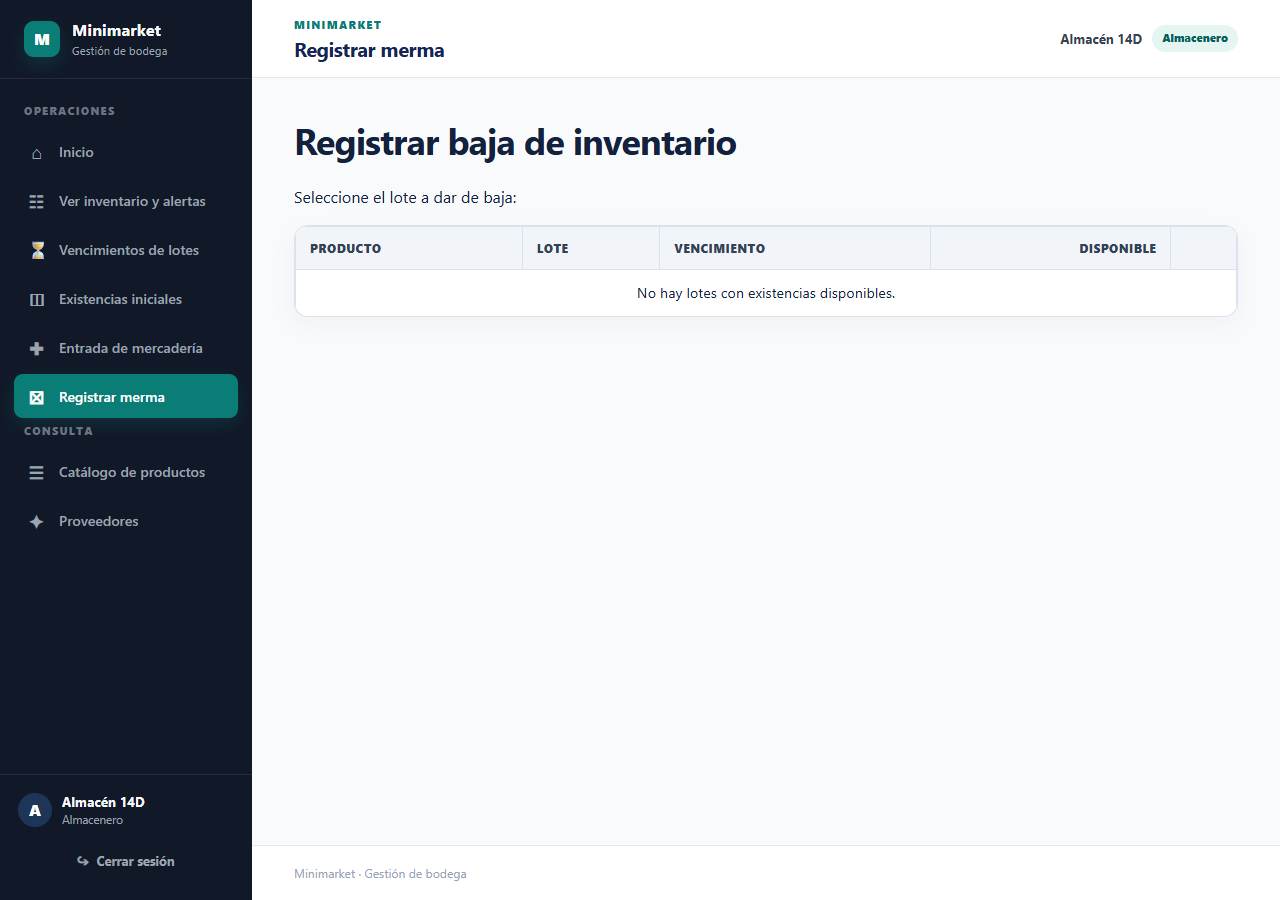 M
Minimarket
Gestión de bodega
OPERACIONES
Inicio
Ver inventario y alertas
Vencimientos de lotes
Existencias iniciales
Entrada de mercadería
Registrar merma
CONSULTA
Catálogo de productos
Proveedores
A
Almacén 14D
Almacenero
Cerrar sesión
MINIMARKET
Registrar merma
Almacén 14D Almacenero
Registrar baja de inventario
Seleccione el lote a dar de baja:
PRODUCTO LOTE VENCIMIENTO DISPONIBLE
No hay lotes con existencias disponibles.
Minimarket · Gestión de bodega